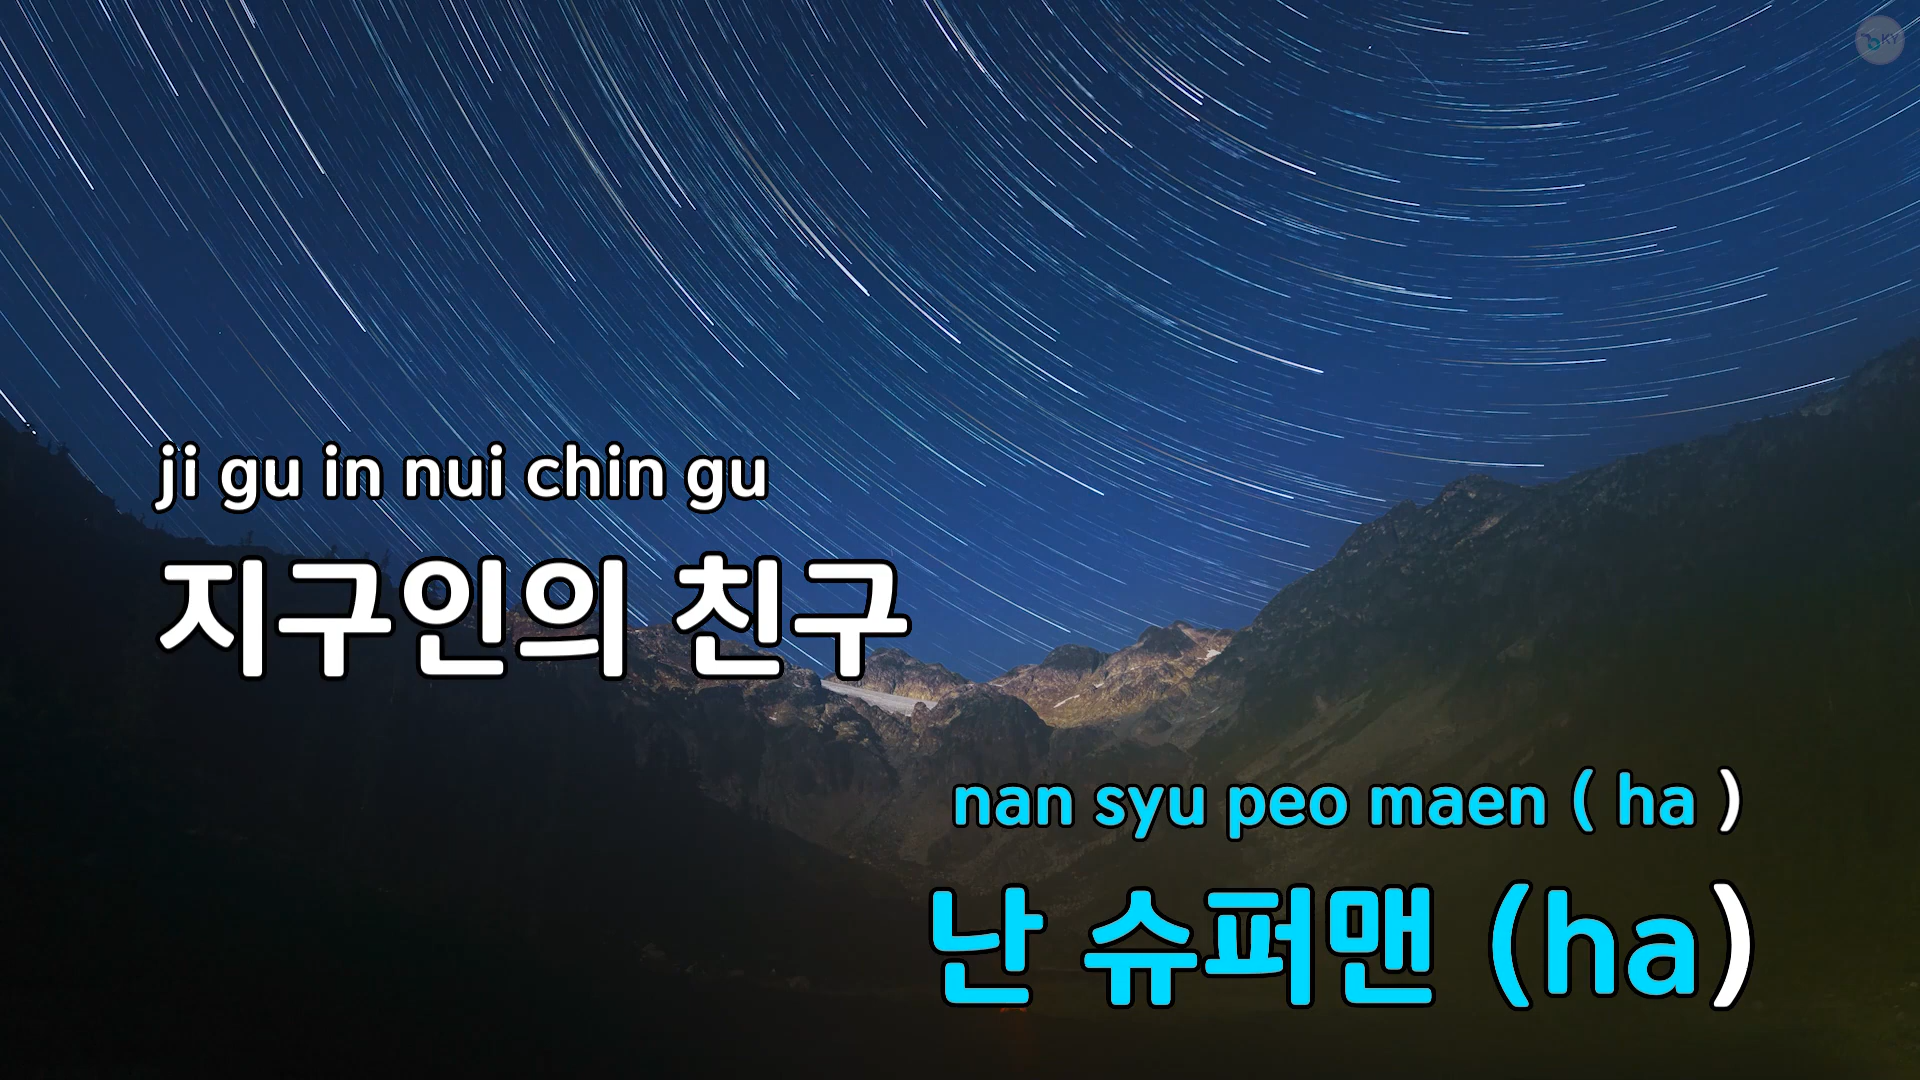 KY
ji gu in nui chin gu
지구인의 친구
nan syu peo maen ( ha )
난 슈퍼맨 (ha)